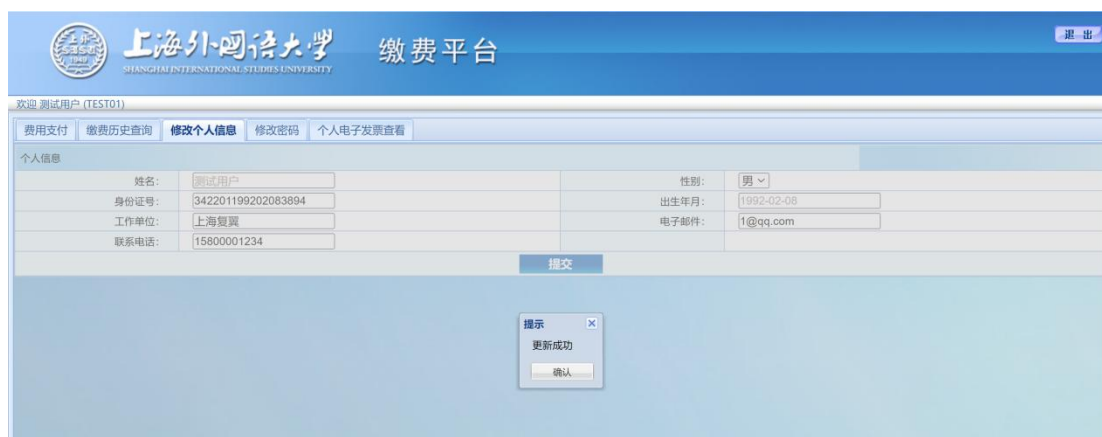 上海外国语大学 缴费平台
SHANGHAI INTERNATIONAL STUDIES UNIVERSITY
退 出
欢迎 测试用户 (TEST01)
费用支付 缴费历史查询 修改个人信息 修改密码 个人电子发票查看
个人信息
姓名: 测试用户 性别: 男
身份证号: 342201199202083894 出生年月: 1992-02-08
工作单位: 上海复翼 电子邮件: 1@qq.com
联系电话: 15800001234
提交
提示
更新成功
确认